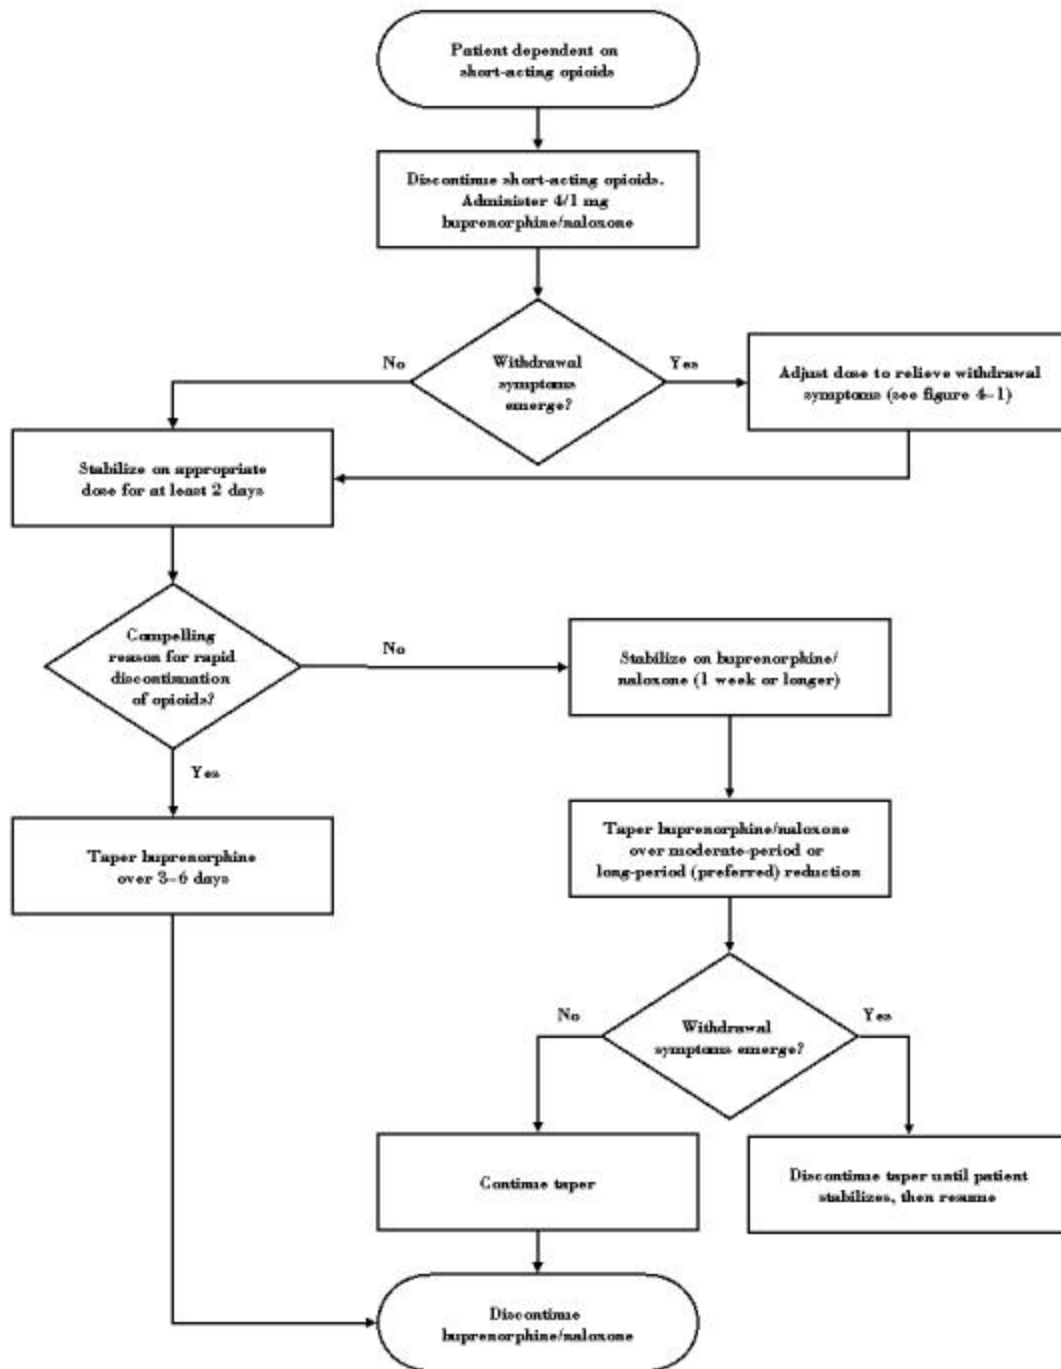 Patient dependent on
short-acting opioids
Discontinue short-acting opioids.
Administer 4/1 mg
buprenorphine/naloxone
No
Withdrawal
symptoms
emerge?
Yes
Adjust dose to relieve withdrawal
symptoms (see figure 4–1)
Stabilize on appropriate
dose for at least 2 days
Compelling
reason for rapid
discontinuation
of opioids?
No
Stabilize on buprenorphine/
naloxone (1 week or longer)
Yes
Taper buprenorphine
over 3–6 days
Taper buprenorphine/naloxone
over moderate-period or
long-period (preferred) reduction
No
Withdrawal
symptoms emerge?
Yes
Continue taper
Discontinue taper until patient
stabilizes, then resume
Discontinue
buprenorphine/naloxone